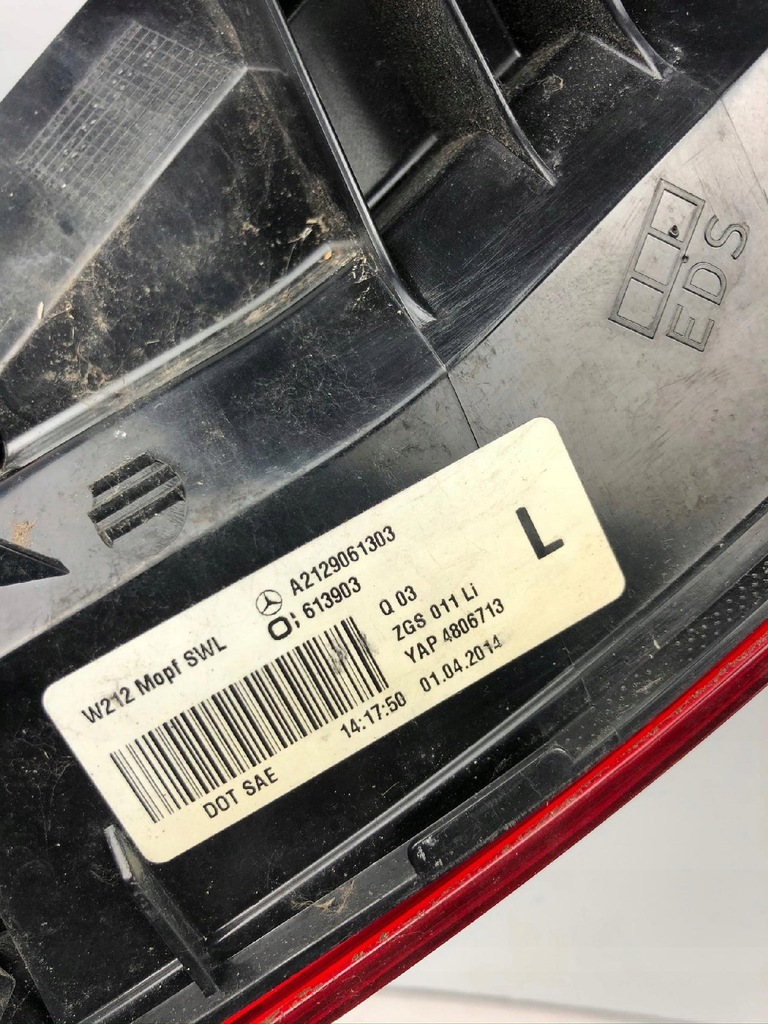 EDS
A2129061303
O: 613903
L
W212 Mopf SWL
Q 03
ZGS 011 Li
YAP 4806713
14:17:50 01.04.2014
DOT SAE